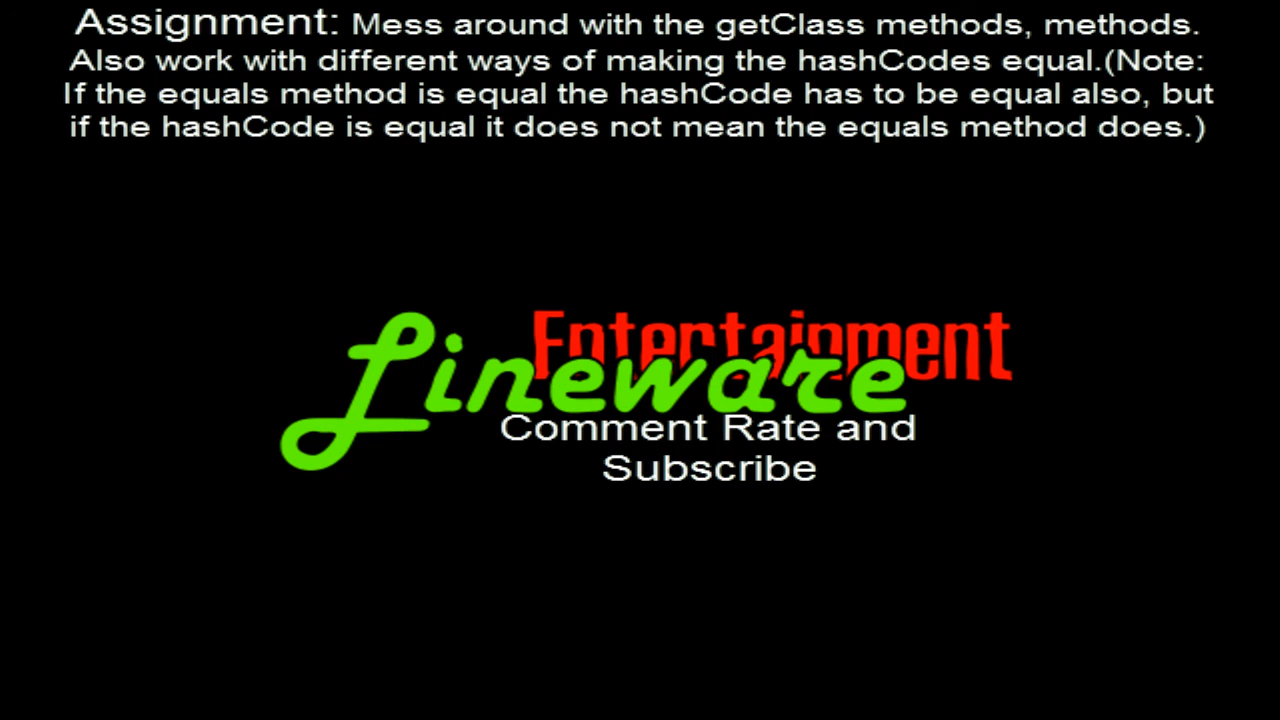 Assignment: Mess around with the getClass methods, methods.
Also work with different ways of making the hashCodes equal.(Note:
If the equals method is equal the hashCode has to be equal also, but
if the hashCode is equal it does not mean the equals method does.)
Entertainment
Lineware
Comment Rate and
Subscribe